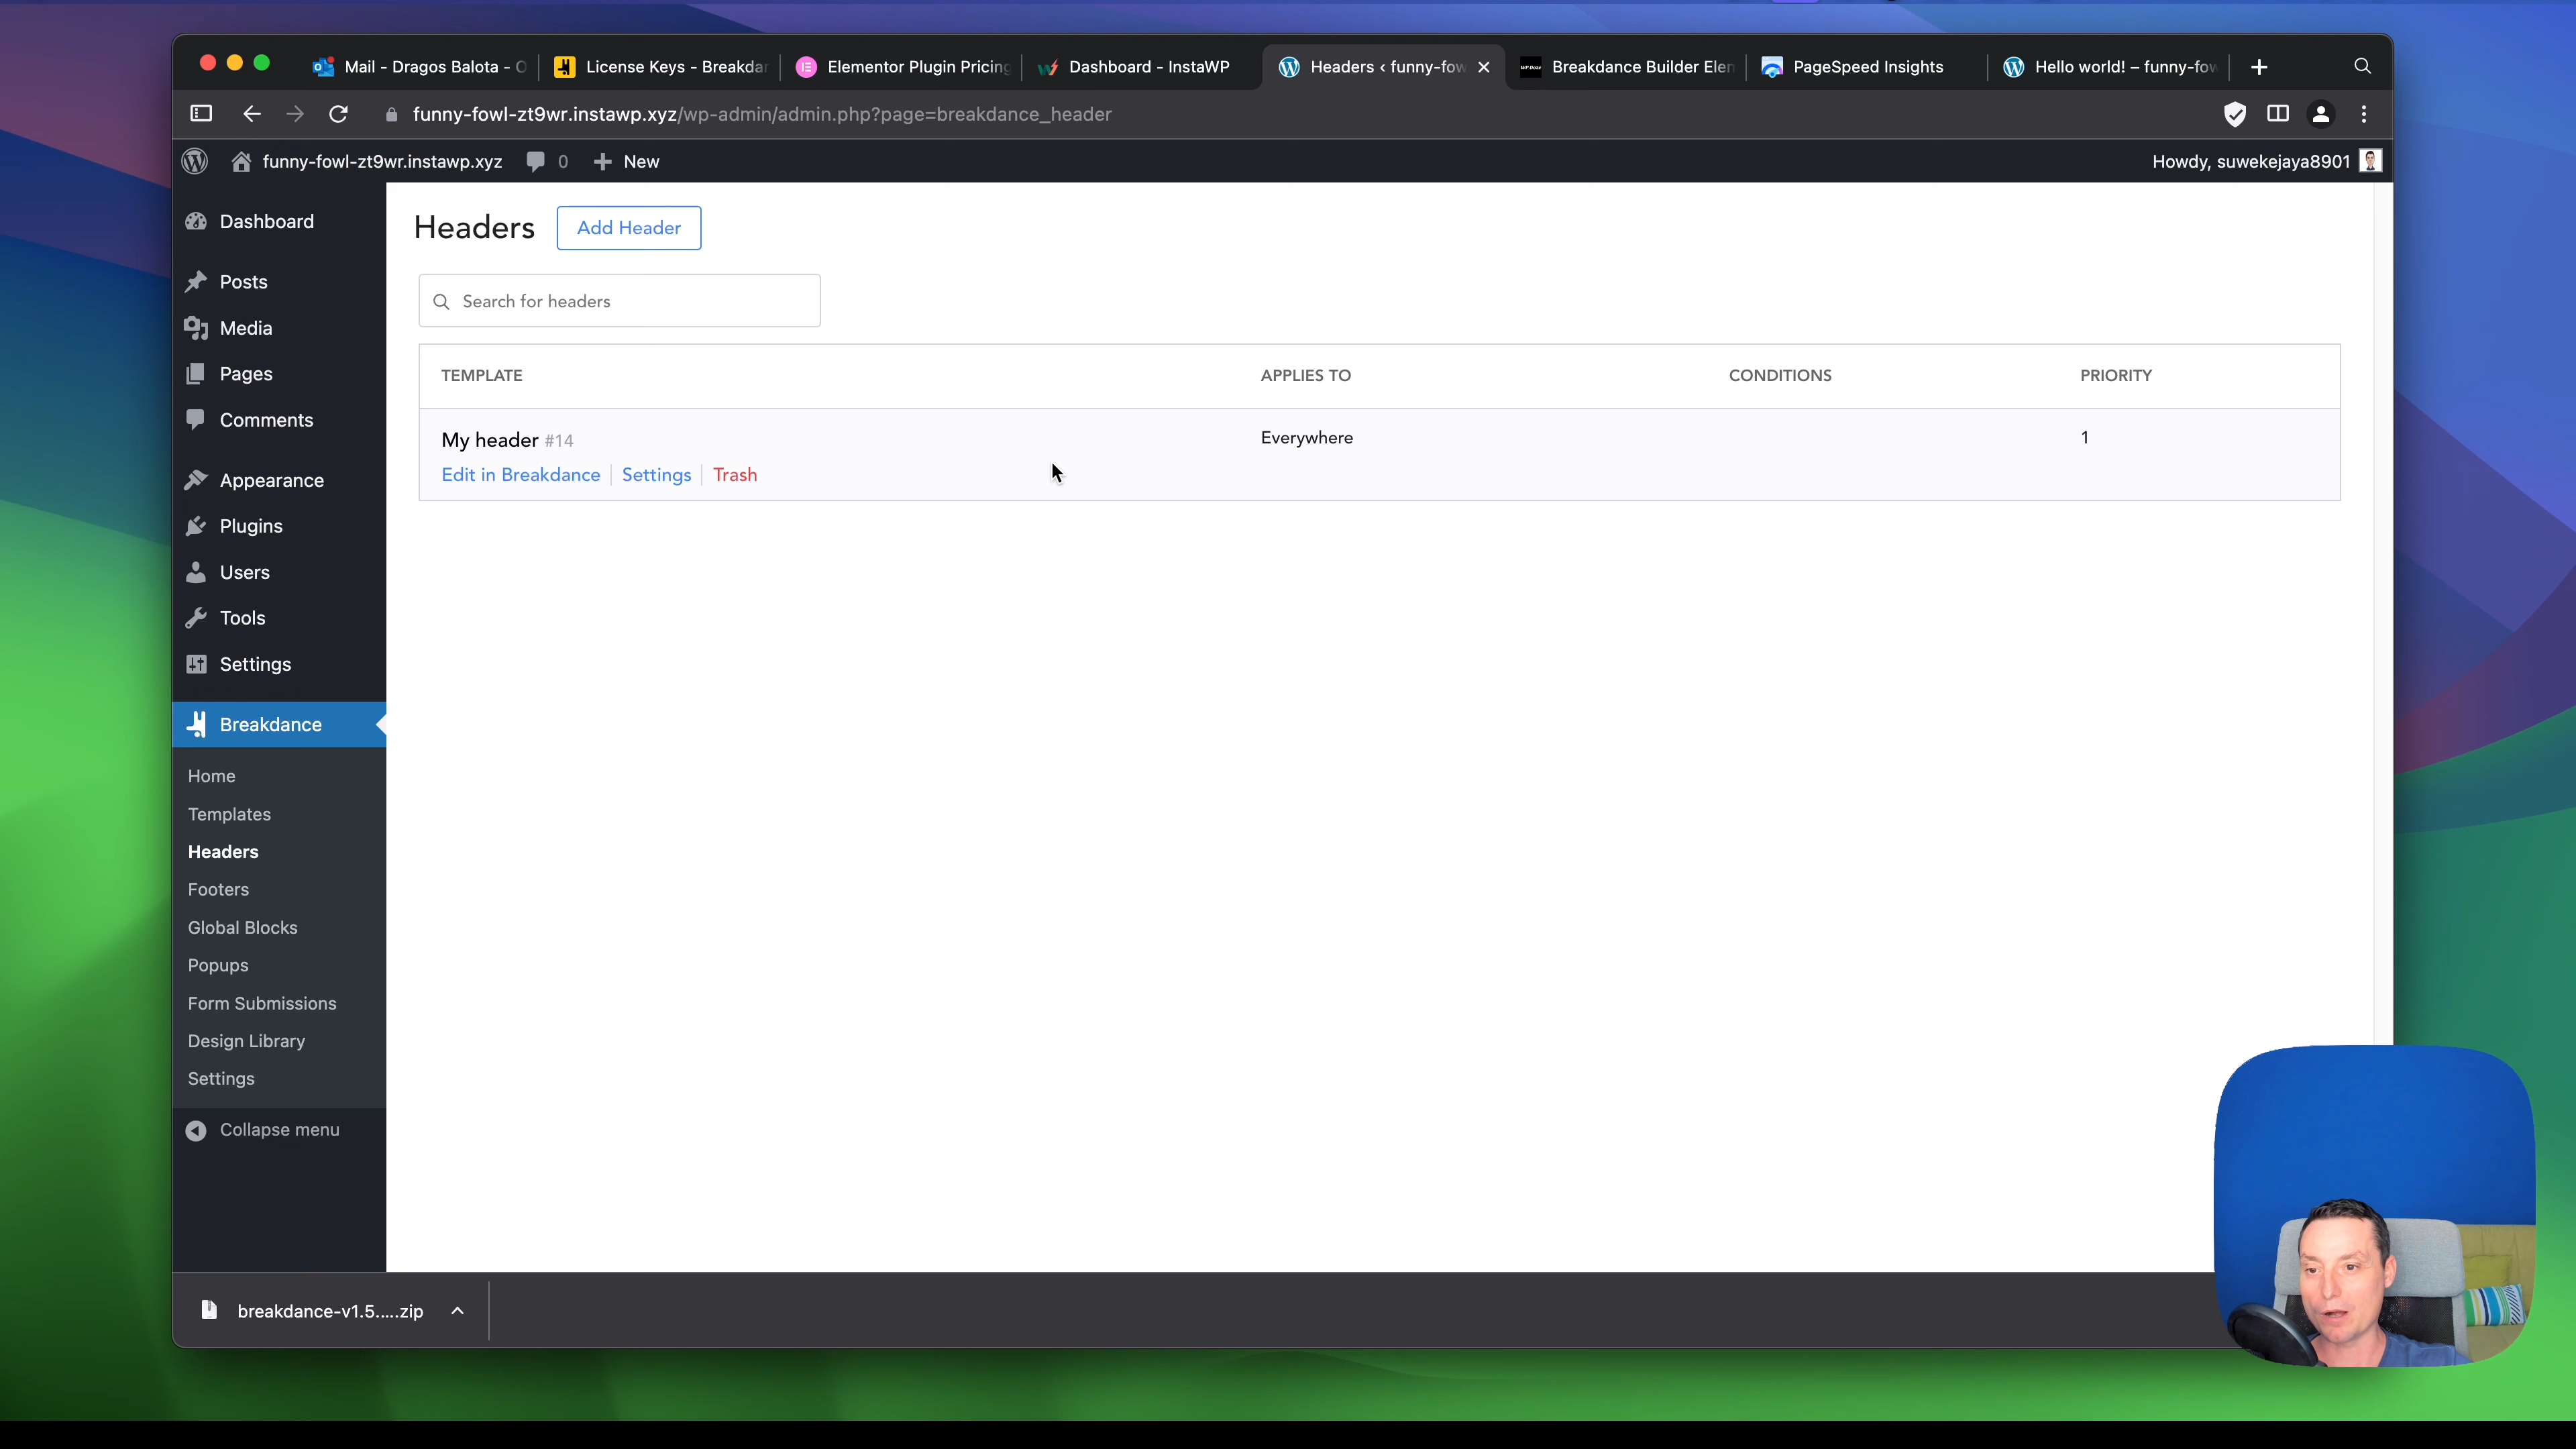 Mail - Dragos Balota - O
License Keys - Breakdan
Elementor Plugin Pricing
Dashboard - InstaWP
Headers ‹ funny-fow
Breakdance Builder Elem
PageSpeed Insights
Hello world! – funny-fow
funny-fowl-zt9wr.instawp.xyz/wp-admin/admin.php?page=breakdance_header
funny-fowl-zt9wr.instawp.xyz
0
New
Howdy, suwekejaya8901
Dashboard
Posts
Media
Pages
Comments
Appearance
Plugins
Users
Tools
Settings
Breakdance
Home
Templates
Headers
Footers
Global Blocks
Popups
Form Submissions
Design Library
Settings
Collapse menu
Headers
Add Header
Search for headers
TEMPLATE APPLIES TO CONDITIONS PRIORITY
My header #14 Everywhere 1
Edit in Breakdance Settings Trash
breakdance-v1.5.....zip